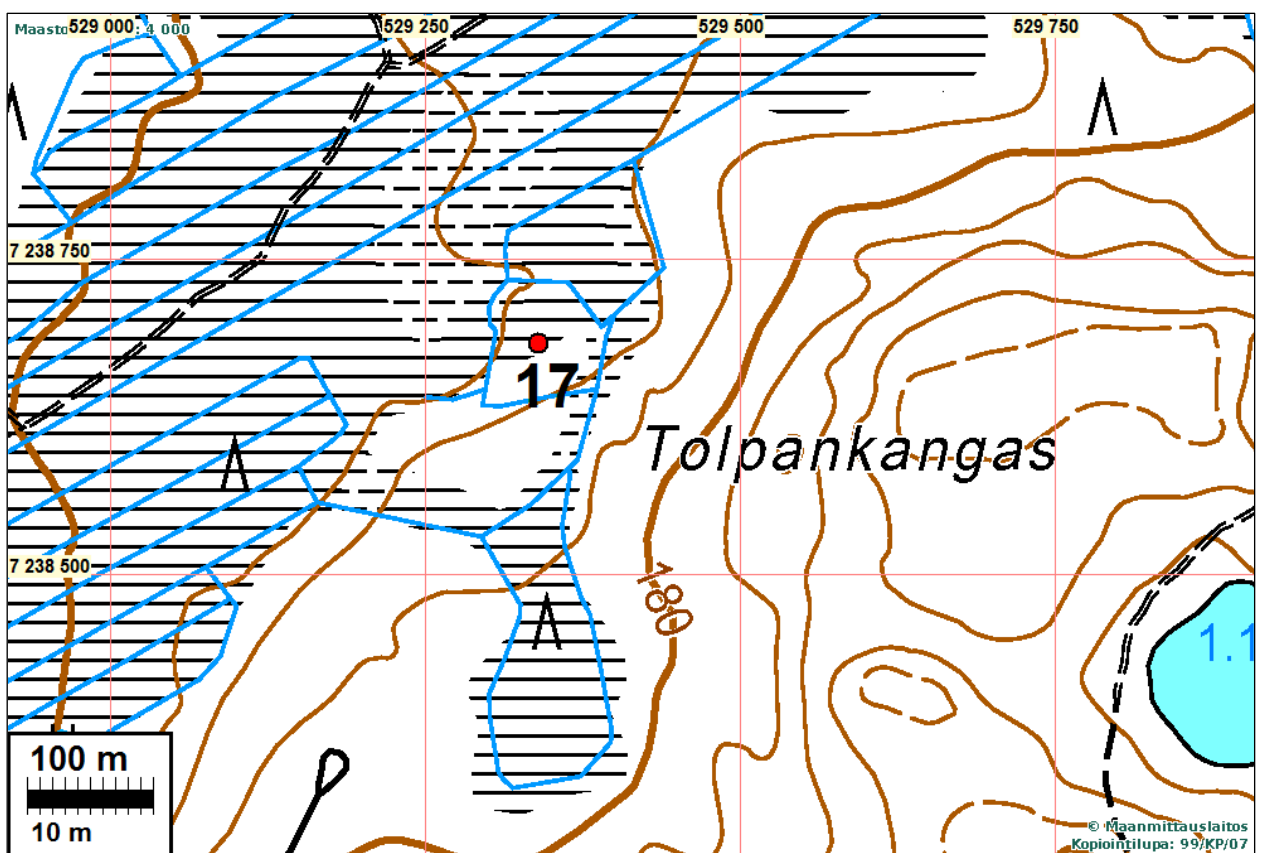 Maasto
: 4 000
529 000
529 250
529 500
529 750
7 238 750
17
Tolpankangas
7 238 500
180
1.1
100 m
10 m
© Maanmittauslaitos
Kopiointilupa: 99/KP/07